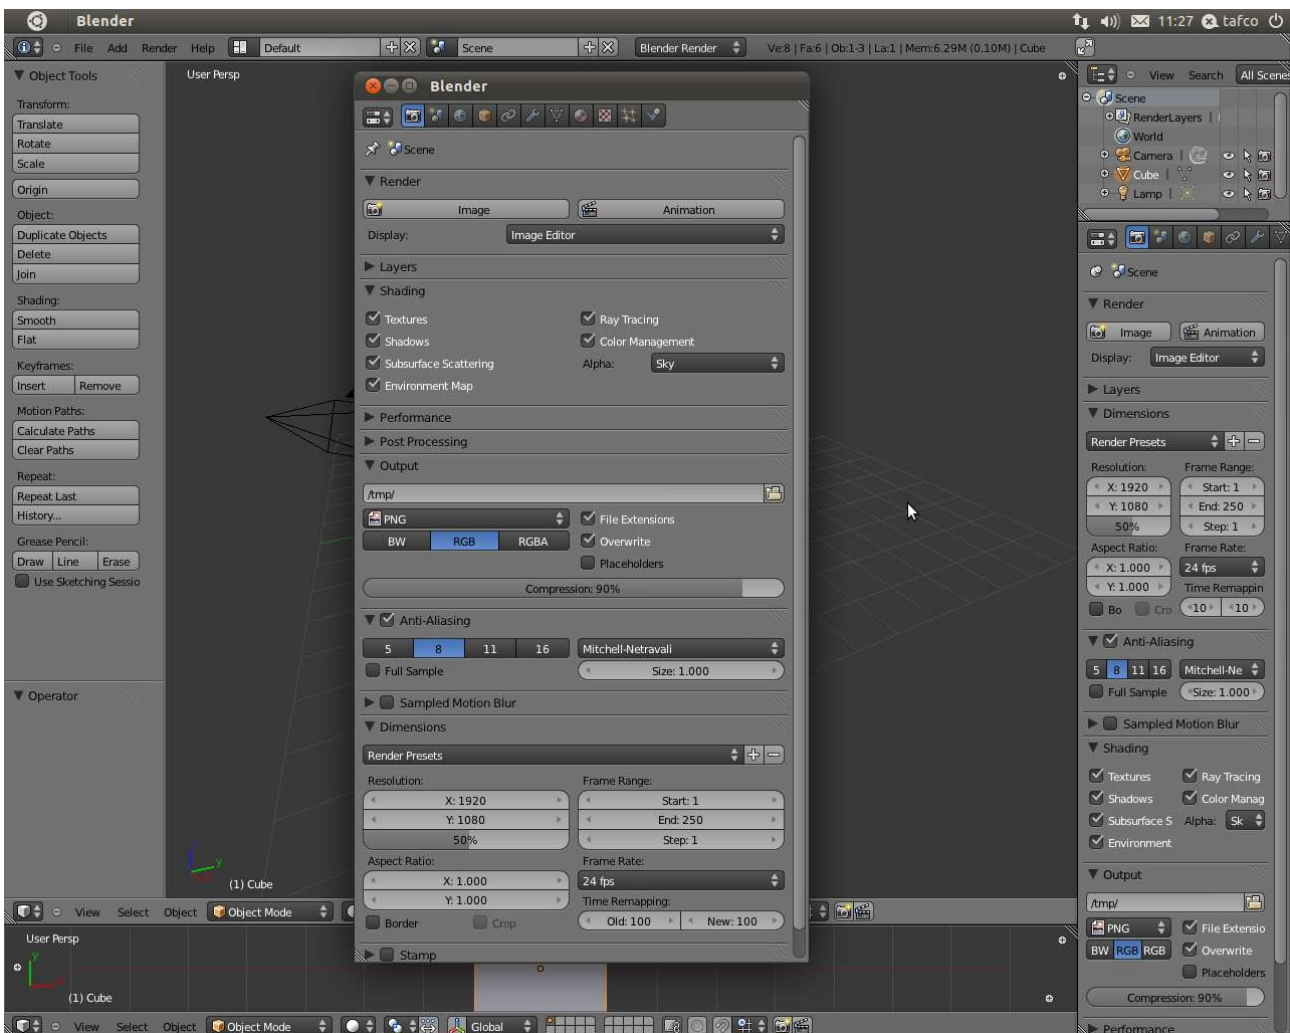 Blender
11:27 tafco
File Add Render Help Default Scene Blender Render Ve:8 | Fa:6 | Ob:1-3 | La:1 | Mem:6.29M (0.10M) | Cube
Object Tools
Transform:
Translate
Rotate
Scale
Origin
Object:
Duplicate Objects
Delete
Join
Shading:
Smooth
Flat
Keyframes:
Insert Remove
Motion Paths:
Calculate Paths
Clear Paths
Repeat:
Repeat Last
History...
Grease Pencil:
Draw Line Erase
Use Sketching Sessio
Operator
User Persp
y
(1) Cube
View Select Object Object Mode
User Persp
y
(1) Cube
View Select Object Object Mode Global
Blender
Scene
Render
Image Animation
Display: Image Editor
Layers
Shading
Textures Ray Tracing
Shadows Color Management
Subsurface Scattering Alpha: Sky
Environment Map
Performance
Post Processing
Output
/tmp/
PNG File Extensions
BW RGB RGBA Overwrite
Placeholders
Compression: 90%
Anti-Aliasing
5 8 11 16 Mitchell-Netravali
Full Sample Size: 1.000
Sampled Motion Blur
Dimensions
Render Presets
Resolution: Frame Range:
X: 1920 Start: 1
Y: 1080 End: 250
50% Step: 1
Aspect Ratio: Frame Rate:
X: 1.000 24 fps
Y: 1.000 Time Remapping:
Border Crop Old: 100 New: 100
Stamp
View Search All Scenes
Scene
RenderLayers |
World
Camera |
Cube |
Lamp |
Scene
Render
Image Animation
Display: Image Editor
Layers
Dimensions
Render Presets
Resolution: Frame Range:
X: 1920 Start: 1
Y: 1080 End: 250
50% Step: 1
Aspect Ratio: Frame Rate:
X: 1.000 24 fps
Y: 1.000 Time Remappin
Bo Cro 10 10
Anti-Aliasing
5 8 11 16 Mitchell-Ne
Full Sample Size: 1.000
Sampled Motion Blur
Shading
Textures Ray Tracing
Shadows Color Manag
Subsurface S Alpha: Sk
Environment
Output
/tmp/
PNG File Extensio
BW RGB RGB Overwrite
Placeholders
Compression: 90%
Performance